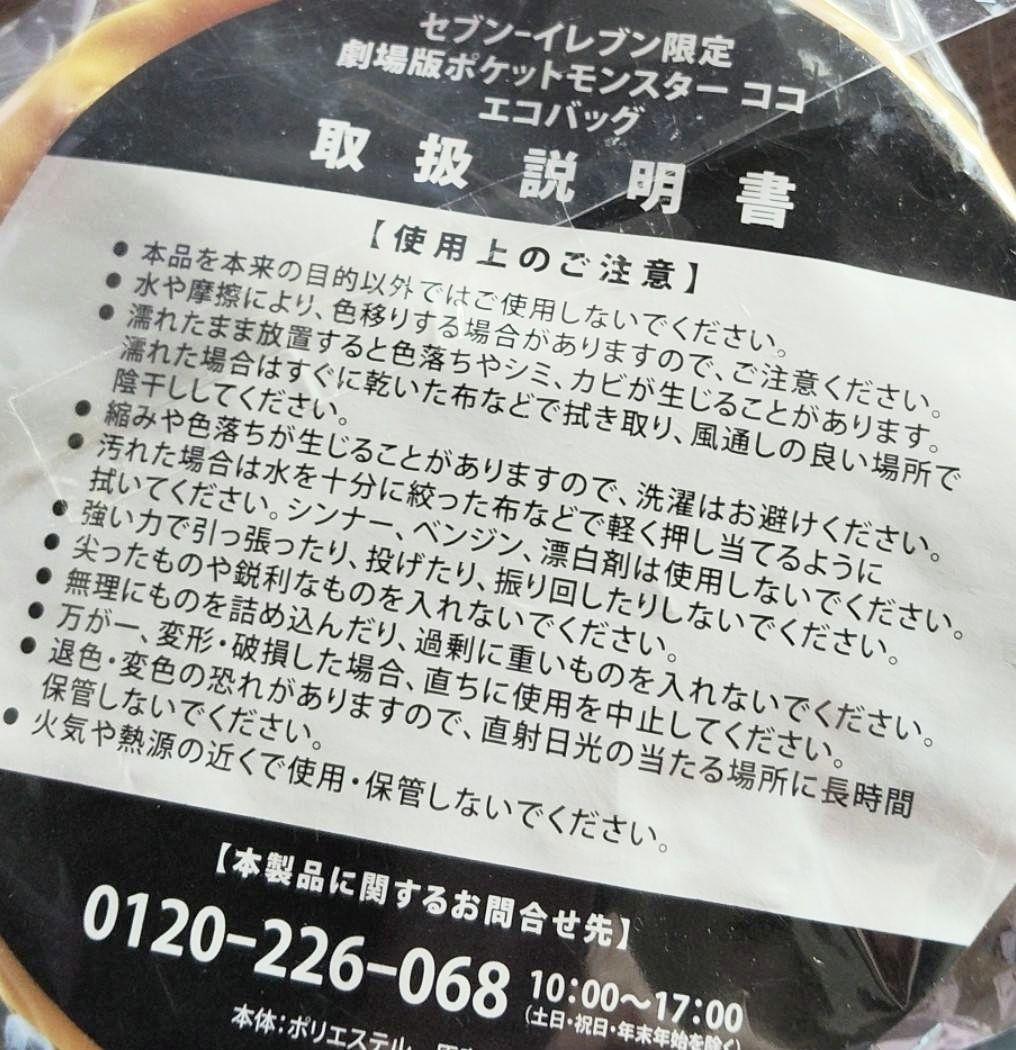 セブン-イレブン限定
劇場版ポケットモンスター ココ
エコバッグ
取扱説明書
【使用上のご注意】
● 本品を本来の目的以外ではご使用しないでください。
● 水や摩擦により、色移りする場合がありますので、ご注意ください。
● 濡れたまま放置すると色落ちやシミ、カビが生じることがあります。
濡れた場合はすぐに乾いた布などで拭き取り、風通しの良い場所で
陰干ししてください。
● 縮みや色落ちが生じることがありますので、洗濯はお避けください。
● 汚れた場合は水を十分に絞った布などで軽く押し当てるように
拭いてください。シンナー、ベンジン、漂白剤は使用しないでください。
● 強い力で引っ張ったり、投げたり、振り回したりしないでください。
● 尖ったものや鋭利なものを入れないでください。
● 無理にものを詰め込んだり、過剰に重いものを入れないでください。
● 万が一、変形・破損した場合、直ちに使用を中止してください。
● 退色・変色の恐れがありますので、直射日光の当たる場所に長時間
保管しないでください。
● 火気や熱源の近くで使用・保管しないでください。
【本製品に関するお問合せ先】
0120-226-068 10:00～17:00
(土日・祝日・年末年始を除く)
本体:ポリエステル